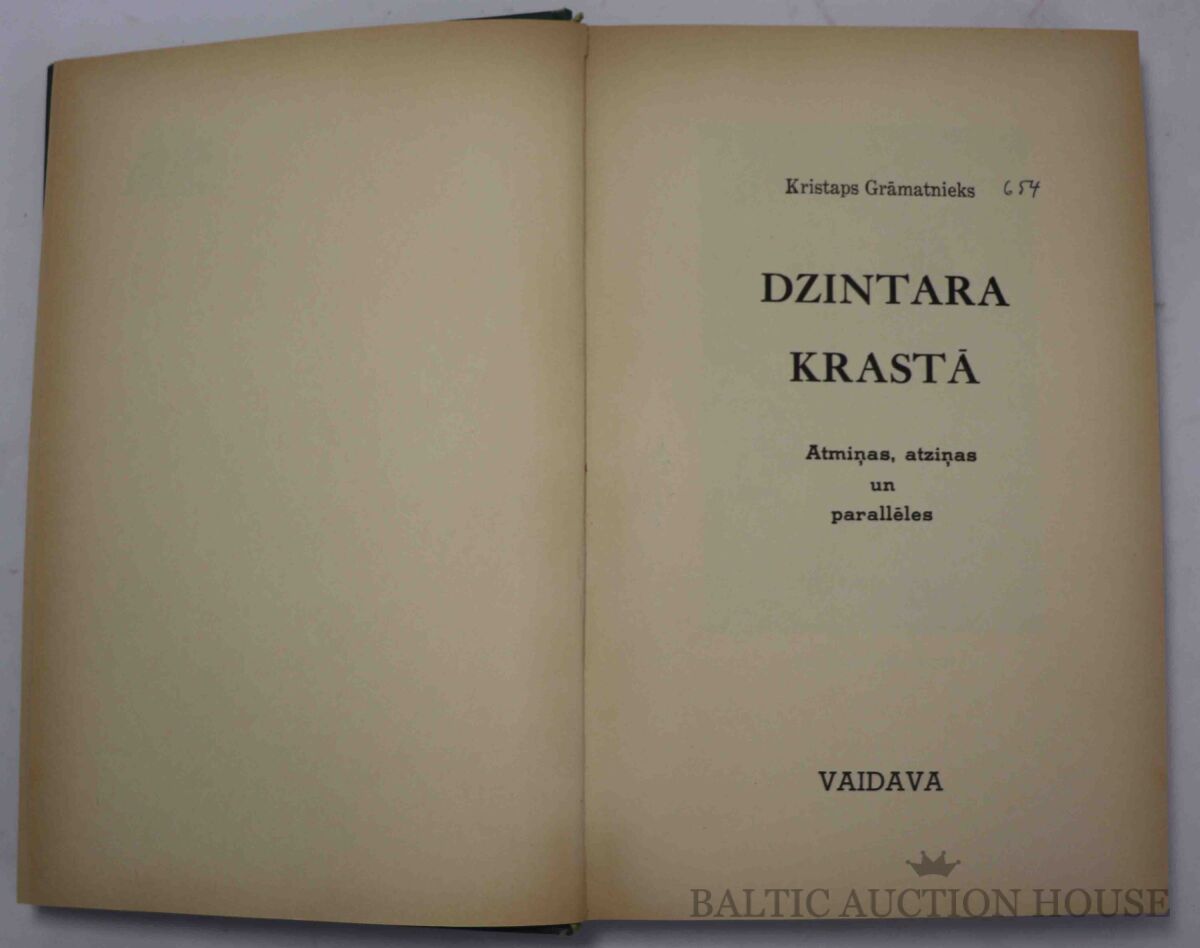 Kristaps Grāmatnieks 654
DZINTARA
KRASTĀ
Atmiņas, atziņas
un
parallēles
VAIDAVA
BALTIC AUCTION HOUSE